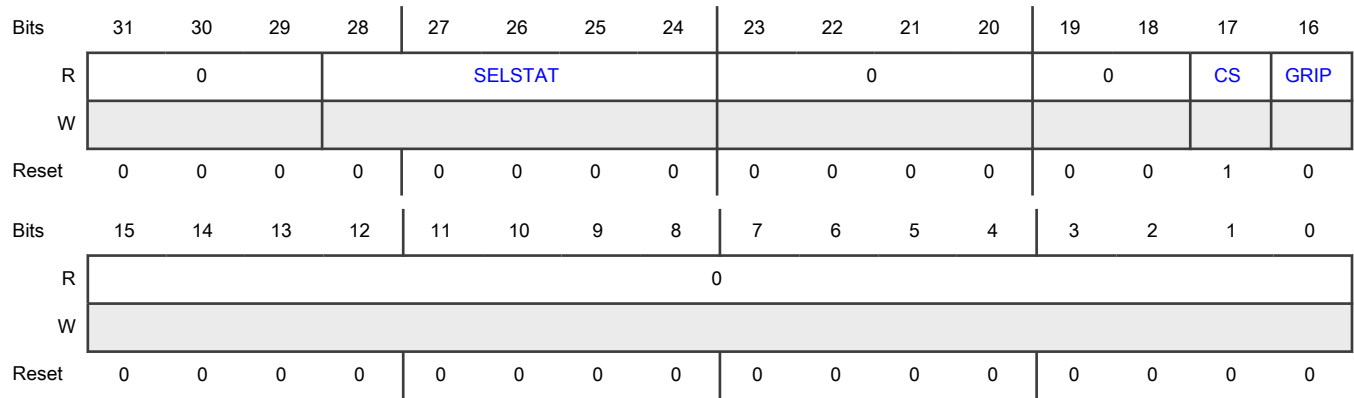 Bits 31 30 29 28 27 26 25 24 23 22 21 20 19 18 17 16
R 0 SELSTAT 0 0 CS GRIP
W
Reset 0 0 0 0 0 0 0 0 0 0 0 0 0 0 1 0
Bits 15 14 13 12 11 10 9 8 7 6 5 4 3 2 1 0
R 0
W
Reset 0 0 0 0 0 0 0 0 0 0 0 0 0 0 0 0